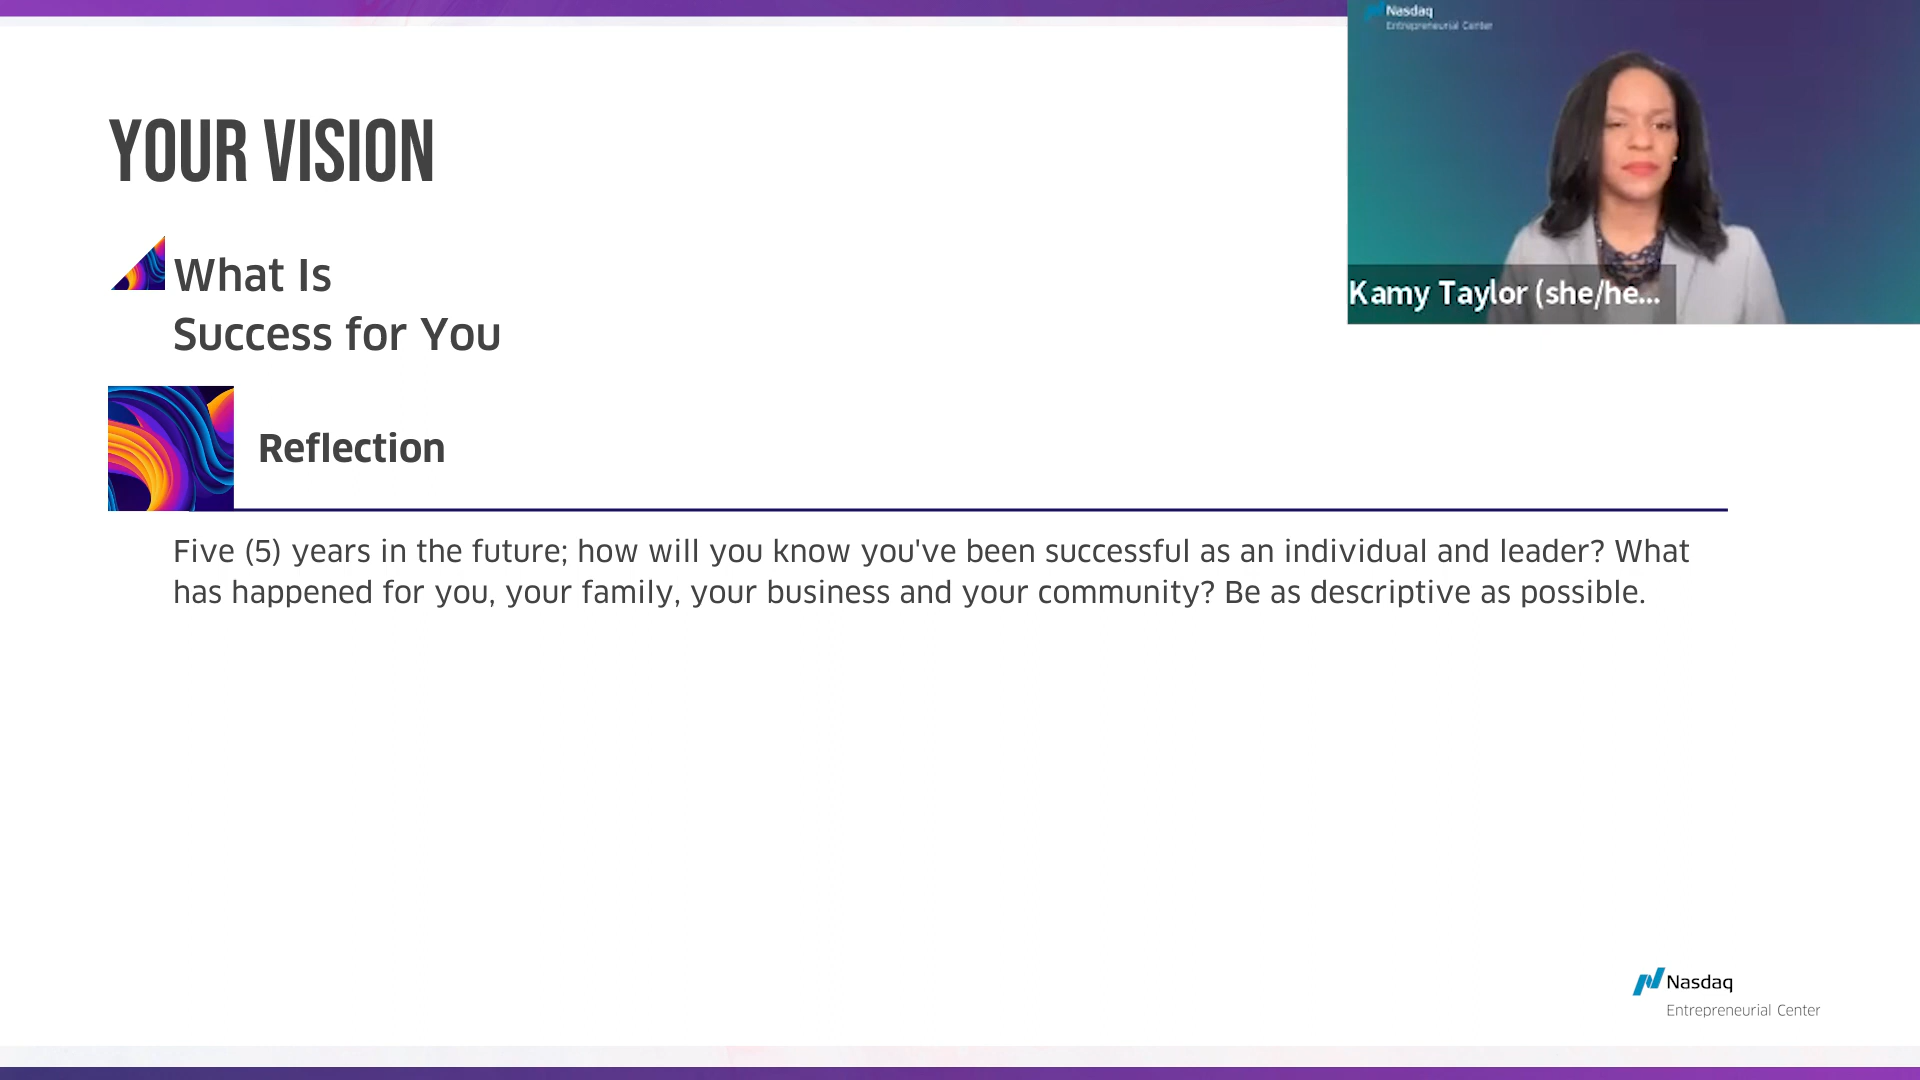 YOUR VISION
What Is
Success for You
Reflection
Five (5) years in the future; how will you know you've been successful as an individual and leader? What
has happened for you, your family, your business and your community? Be as descriptive as possible.
Nasdaq
Entrepreneurial Center
Kamy Taylor (she/he...
Nasdaq
Entrepreneurial Center